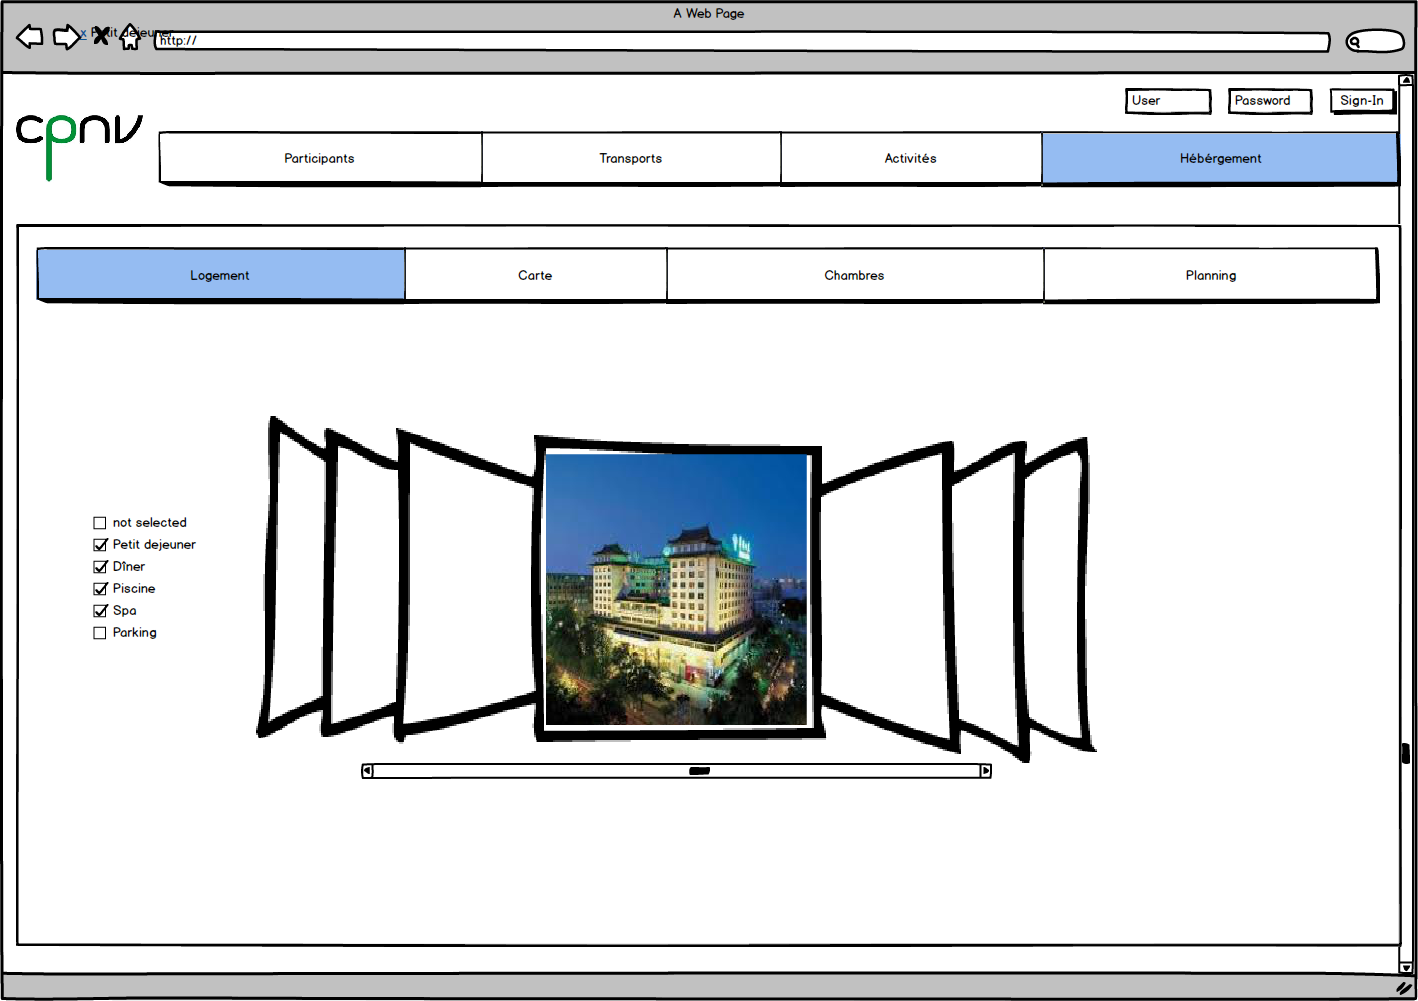 A Web Page
x Petit dejeuner
http://
User
Password
Sign-In
cpnv
Participants
Transports
Activités
Hébérgement
Logement
Carte
Chambres
Planning
not selected
Petit dejeuner
Dîner
Piscine
Spa
Parking